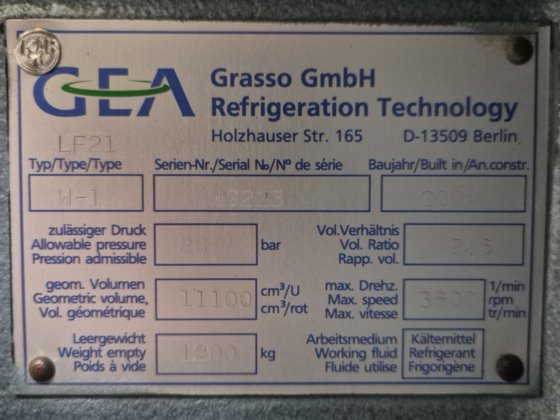 GEA
Grasso GmbH
Refrigeration Technology
Holzhauser Str. 165 D-13509 Berlin
LF21
Typ/Type/Type Serien-Nr./Serial №/N° de série Baujahr/Built in/An.constr.
W-1 2004
zulässiger Druck
Allowable pressure
Pression admissible
bar
Vol.Verhältnis
Vol. Ratio
Rapp. vol.
geom. Volumen
Geometric volume,
Vol. géométrique
11100
cm³/U
cm³/rot
max. Drehz.
Max. speed
Max. vitesse
3600
1/min
rpm
tr/min
Leergewicht
Weight empty
Poids à vide
kg
Arbeitsmedium
Working fluid
Fluide utilise
Kältemittel
Refrigerant
Frigorigène